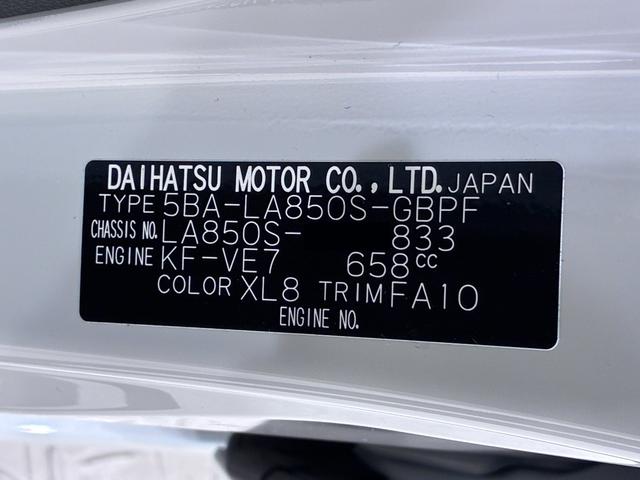 DAIHATSU MOTOR CO., LTD. JAPAN
TYPE 5BA-LA850S-GBPF
CHASSIS NO. LA850S- 833
ENGINE KF-VE7 658cc
COLOR XL8 TRIM FA10
ENGINE NO.